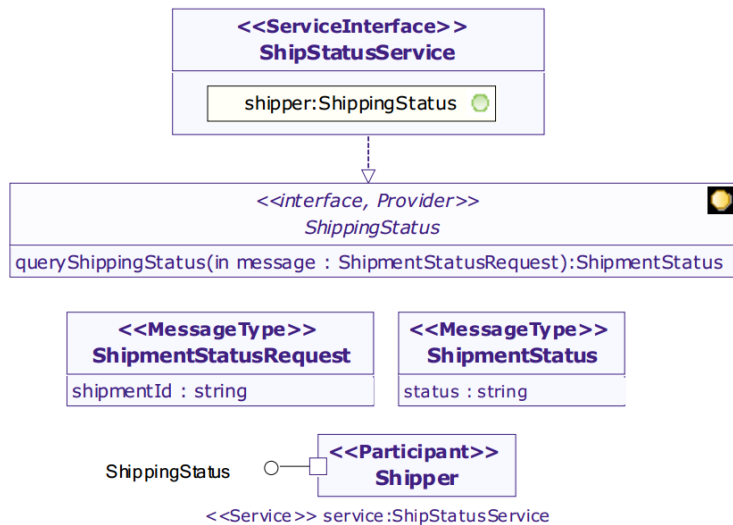 <<ServiceInterface>>
ShipStatusService
shipper:ShippingStatus
<<interface, Provider>>
ShippingStatus
queryShippingStatus(in message : ShipmentStatusRequest):ShipmentStatus
<<MessageType>>
ShipmentStatusRequest
shipmentId : string
<<MessageType>>
ShipmentStatus
status : string
<<Participant>>
Shipper
ShippingStatus
<<Service>> service:ShipStatusService